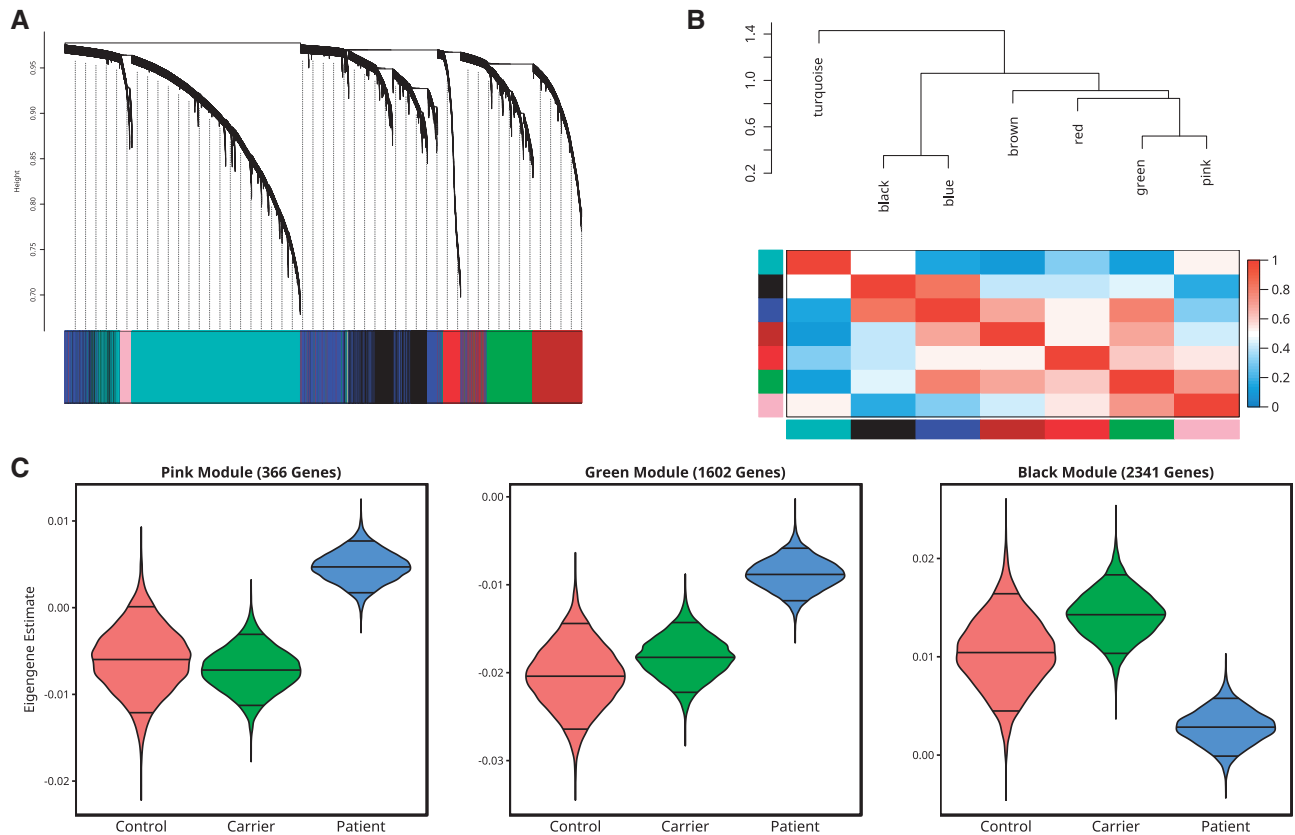 A
Height
0.95
0.90
0.85
0.80
0.75
0.70
B
1.4
1.0
0.6
0.2
turquoise
black
blue
brown
red
green
pink
1
0.8
0.6
0.4
0.2
0
C
Eigengene Estimate
Pink Module (366 Genes)
0.01
0.00
-0.01
-0.02
Control Carrier Patient
Green Module (1602 Genes)
0.00
-0.01
-0.02
-0.03
Control Carrier Patient
Black Module (2341 Genes)
0.02
0.01
0.00
Control Carrier Patient